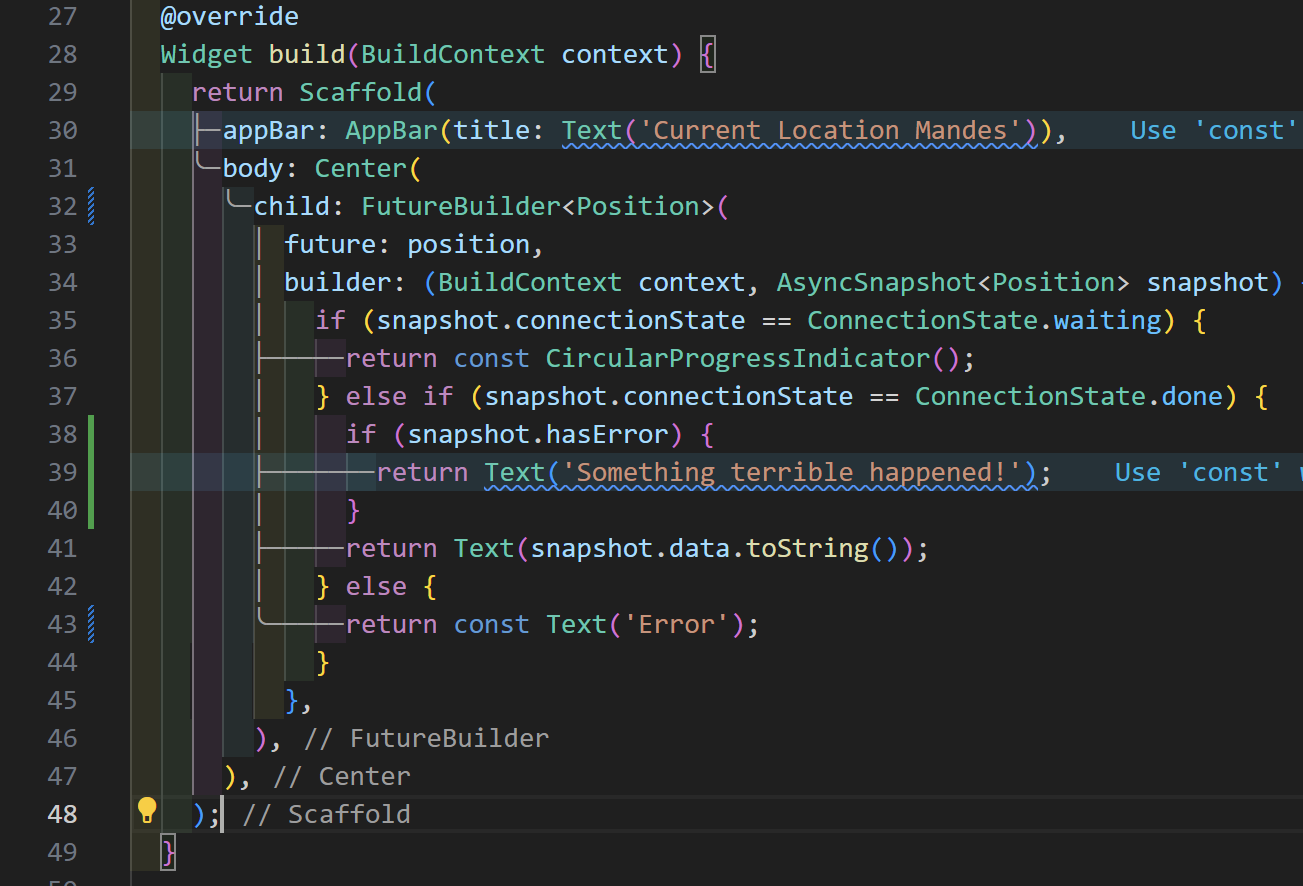 27 @override
28 Widget build(BuildContext context) {
29 return Scaffold(
30 appBar: AppBar(title: Text('Current Location Mandes')), Use 'const'
31 body: Center(
32 child: FutureBuilder<Position>(
33 future: position,
34 builder: (BuildContext context, AsyncSnapshot<Position> snapshot)
35 if (snapshot.connectionState == ConnectionState.waiting) {
36 return const CircularProgressIndicator();
37 } else if (snapshot.connectionState == ConnectionState.done) {
38 if (snapshot.hasError) {
39 return Text('Something terrible happened!'); Use 'const'
40 }
41 return Text(snapshot.data.toString());
42 } else {
43 return const Text('Error');
44 }
45 },
46 ), // FutureBuilder
47 ), // Center
48 ); // Scaffold
49 }